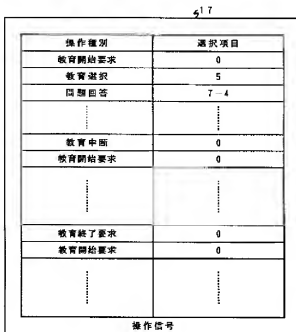 517
操作種別 選択項目
教育開始要求 0
教育選択 5
問題回答 7-4
教育中断 0
教育開始要求 0
教育終了要求 0
教育開始要求 0
操作信号